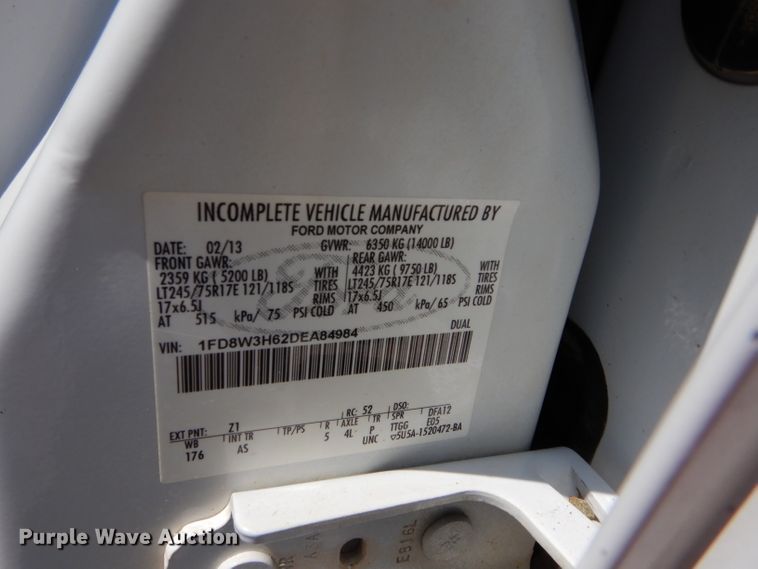 INCOMPLETE VEHICLE MANUFACTURED BY
FORD MOTOR COMPANY
DATE: 02/13 GVWR: 6350 KG (14000 LB)
FRONT GAWR: REAR GAWR:
2359 KG ( 5200 LB) WITH 4423 KG ( 9750 LB) WITH
LT245/75R17E 121/118S TIRES LT245/75R17E 121/118S TIRES
17x6.5J RIMS 17x6.5J RIMS
AT 515 kPa/ 75 PSI COLD AT 450 kPa/ 65 PSI COLD
VIN: 1FD8W3H62DEA84984 DUAL
EXT PNT: Z1 RC: 52 DSO:
WB INT TR TP/PS R AXLE TR SPR DFA12
176 AS 5 4L P TTGG E05
UNC ▽5U5A-1520472-BA
E816L
Purple Wave Auction